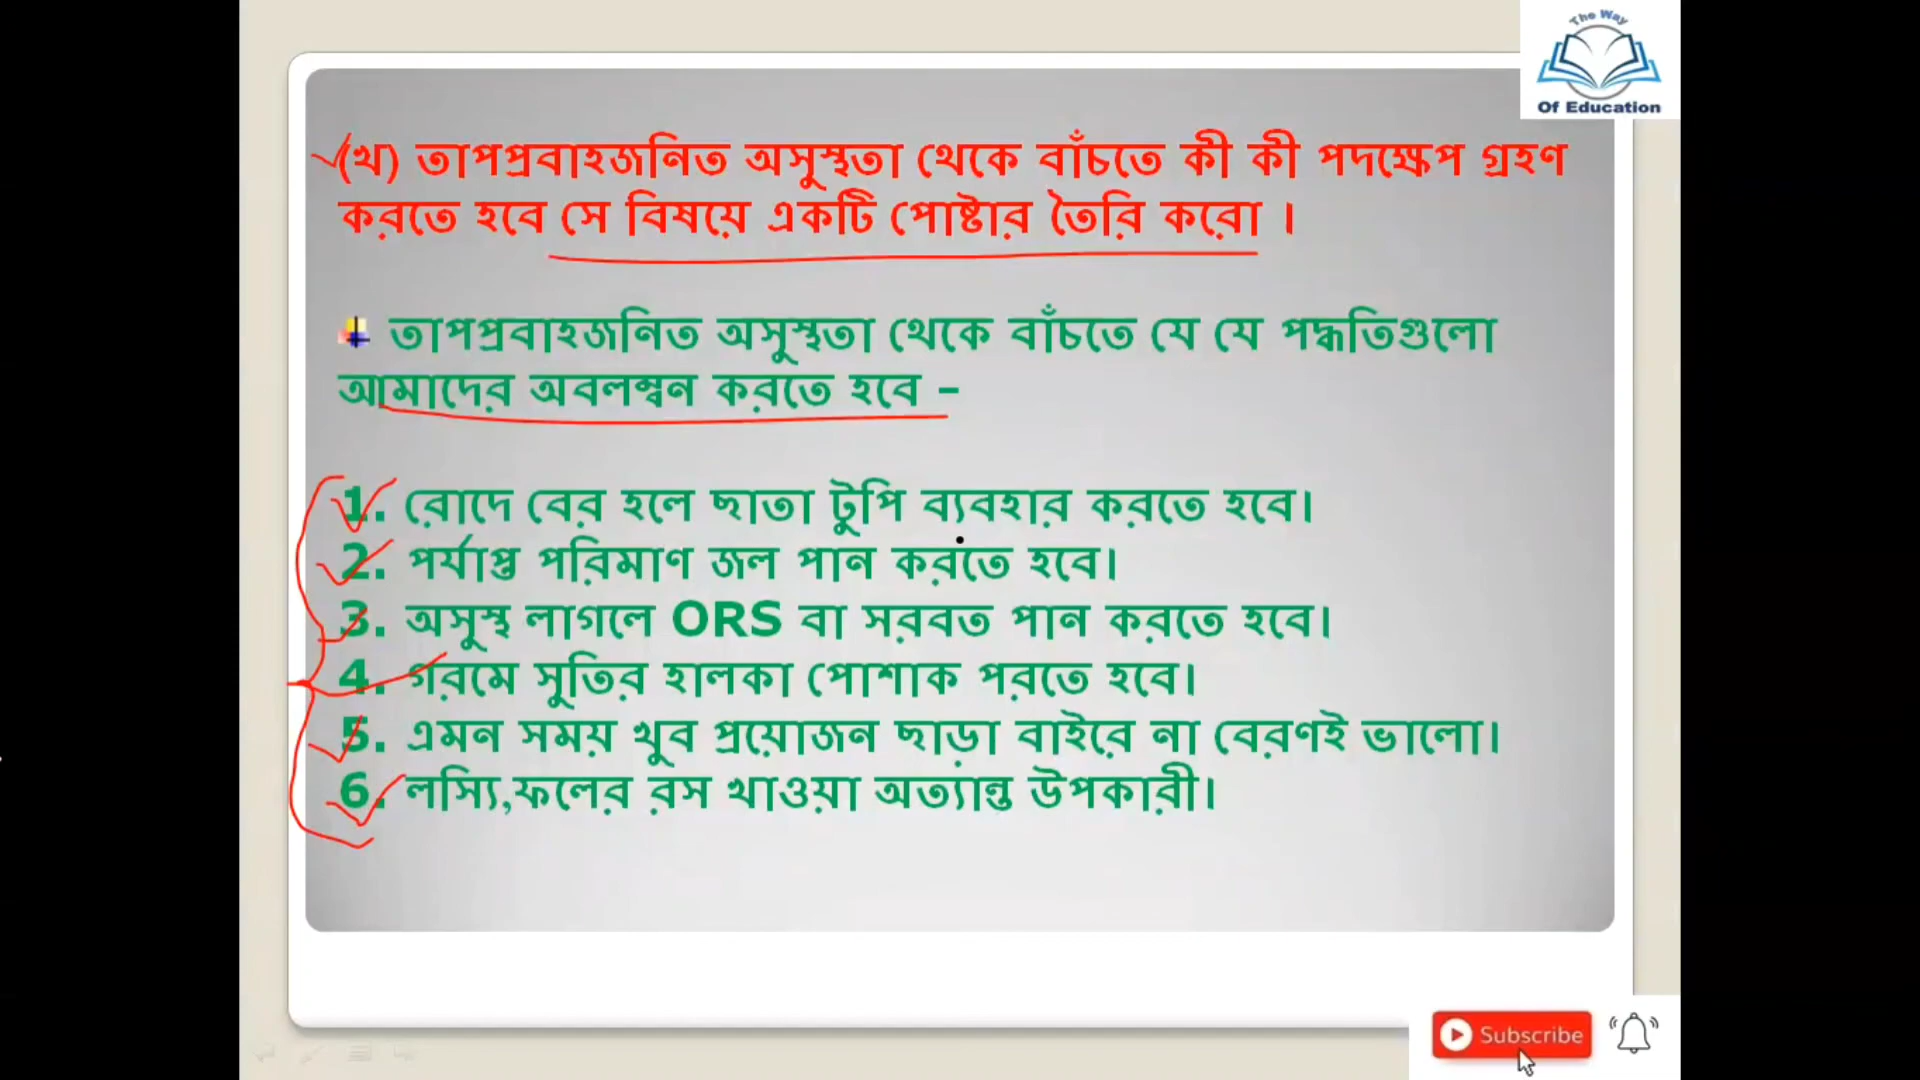 The Way
Of Education
(খ) তাপপ্রবাহজনিত অসুস্থতা থেকে বাঁচতে কী কী পদক্ষেপ গ্রহণ
করতে হবে সে বিষয়ে একটি পোষ্টার তৈরি করো ।
তাপপ্রবাহজনিত অসুস্থতা থেকে বাঁচতে যে যে পদ্ধতিগুলো
আমাদের অবলম্বন করতে হবে –
1. রোদে বের হলে ছাতা টুপি ব্যবহার করতে হবে।
2. পর্যাপ্ত পরিমাণ জল পান করতে হবে।
3. অসুস্থ লাগলে ORS বা সরবত পান করতে হবে।
4. গরমে সুতির হালকা পোশাক পরতে হবে।
5. এমন সময় খুব প্রয়োজন ছাড়া বাইরে না বেরণই ভালো।
6. লস্যি,ফলের রস খাওয়া অত্যান্ত উপকারী।
Subscribe